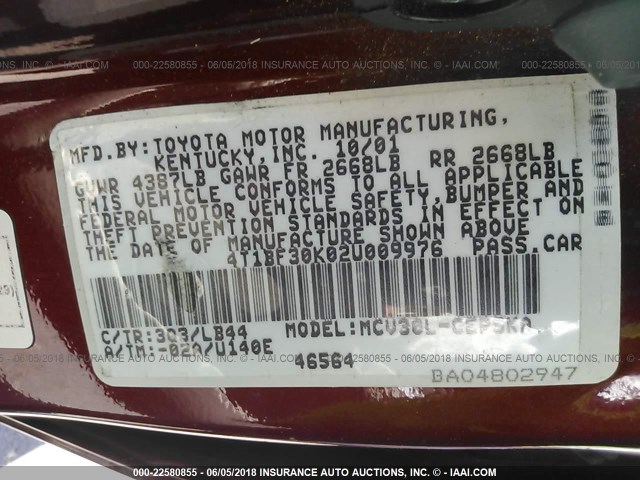 000-22580855 - 06/05/2018 INSURANCE AUTO AUCTIONS, INC - IAAI.COM
MFD.BY:TOYOTA MOTOR MANUFACTURING,
KENTUCKY,INC. 10/01
GVWR 4387LB GAWR FR 2668LB RR 2668LB
THIS VEHICLE CONFORMS TO ALL APPLICABLE
FEDERAL MOTOR VEHICLE SAFETY,BUMPER AND
THEFT PREVENTION STANDARDS IN EFFECT ON
THE DATE OF MANUFACTURE SHOWN ABOVE
4T1BF30K02U009976 PASS.CAR
C/TR:3Q3/LB44 MODEL:MCV30L-CEPSKA
A/TM:-02A/U140E
46564
BA04802947
000-22580855 - 06/05/2018 INSURANCE AUTO AUCTIONS, INC. - IAAI.COM